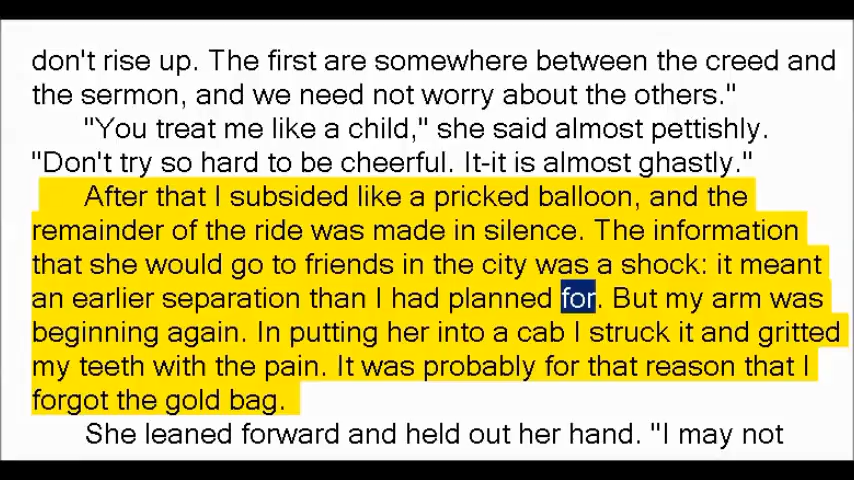 don't rise up. The first are somewhere between the creed and
the sermon, and we need not worry about the others."
"You treat me like a child," she said almost pettishly.
"Don't try so hard to be cheerful. It-it is almost ghastly."
After that I subsided like a pricked balloon, and the
remainder of the ride was made in silence. The information
that she would go to friends in the city was a shock: it meant
an earlier separation than I had planned for. But my arm was
beginning again. In putting her into a cab I struck it and gritted
my teeth with the pain. It was probably for that reason that I
forgot the gold bag.
She leaned forward and held out her hand. "I may not